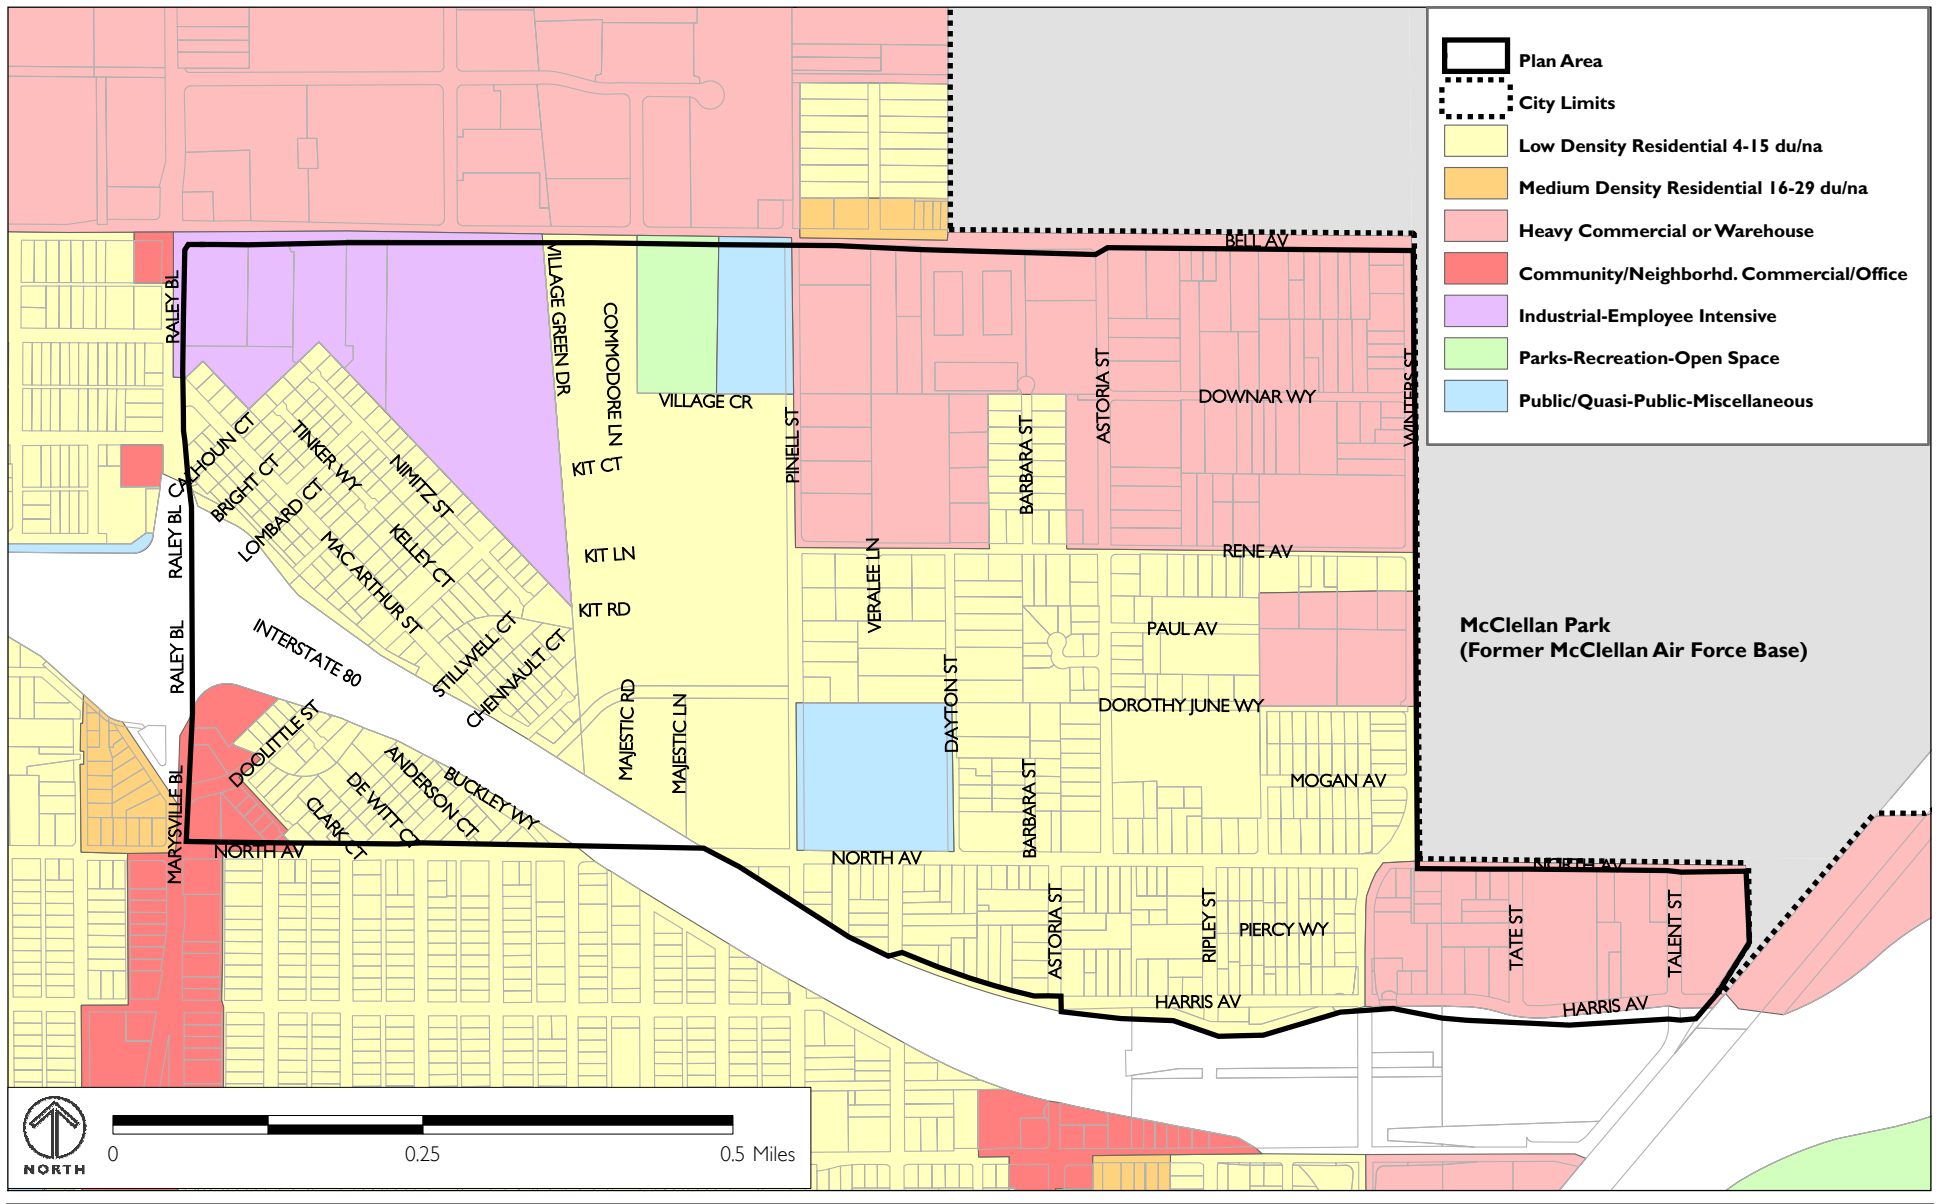 Plan Area
City Limits
Low Density Residential 4-15 du/na
Medium Density Residential 16-29 du/na
Heavy Commercial or Warehouse
Community/Neighborhd. Commercial/Office
Industrial-Employee Intensive
Parks-Recreation-Open Space
Public/Quasi-Public-Miscellaneous
BELL AV
RALEY BL
VILLAGE GREEN DR
COMMODORE LN
VILLAGE CR
PINELL ST
ASTORIA ST
DOWNAR WY
WINTERS ST
BARBARA ST
CALHOUN CT
BRIGHT CT
LOMBARD CT
TINKER WY
NIMITZ ST
KIT CT
RALEY BL
MAC ARTHUR ST
KELLEY CT
KIT LN
RENE AV
VERALEE LN
KIT RD
PAUL AV
McClellan Park
(Former McClellan Air Force Base)
RALEY BL
INTERSTATE 80
STILLWELL CT
CHENNAULT CT
MAJESTIC RD
MAJESTIC LN
DAYTON ST
DOROTHY JUNE WY
DOOLITTLE ST
MOGAN AV
MARYSVILLE BL
CLARK CT
DE WITT CT
ANDERSON CT
BUCKLEY WY
BARBARA ST
NORTH AV
NORTH AV
NORTH AV
ASTORIA ST
RIPLEY ST
PIERCY WY
TATE ST
TALENT ST
HARRIS AV
HARRIS AV
NORTH
0
0.25
0.5 Miles